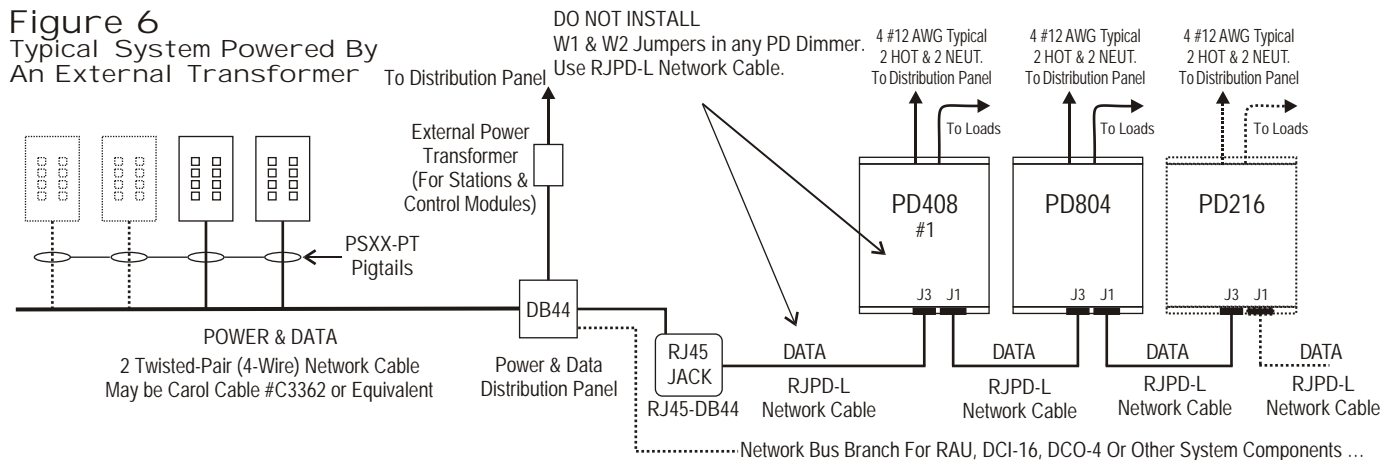 Figure 6
Typical System Powered By
An External Transformer
DO NOT INSTALL
W1 & W2 Jumpers in any PD Dimmer.
Use RJPD-L Network Cable.
To Distribution Panel
External Power
Transformer
(For Stations &
Control Modules)
4 #12 AWG Typical
2 HOT & 2 NEUT.
To Distribution Panel
To Loads
4 #12 AWG Typical
2 HOT & 2 NEUT.
To Distribution Panel
To Loads
4 #12 AWG Typical
2 HOT & 2 NEUT.
To Distribution Panel
To Loads
PD408
#1
J3 J1
PD804
J3 J1
PD216
J3 J1
PSXX-PT
Pigtails
DB44
Power & Data
Distribution Panel
POWER & DATA
2 Twisted-Pair (4-Wire) Network Cable
May be Carol Cable #C3362 or Equivalent
RJ45
JACK
RJ45-DB44
DATA
RJPD-L
Network Cable
DATA
RJPD-L
Network Cable
DATA
RJPD-L
Network Cable
DATA
RJPD-L
Network Cable
Network Bus Branch For RAU, DCI-16, DCO-4 Or Other System Components ...